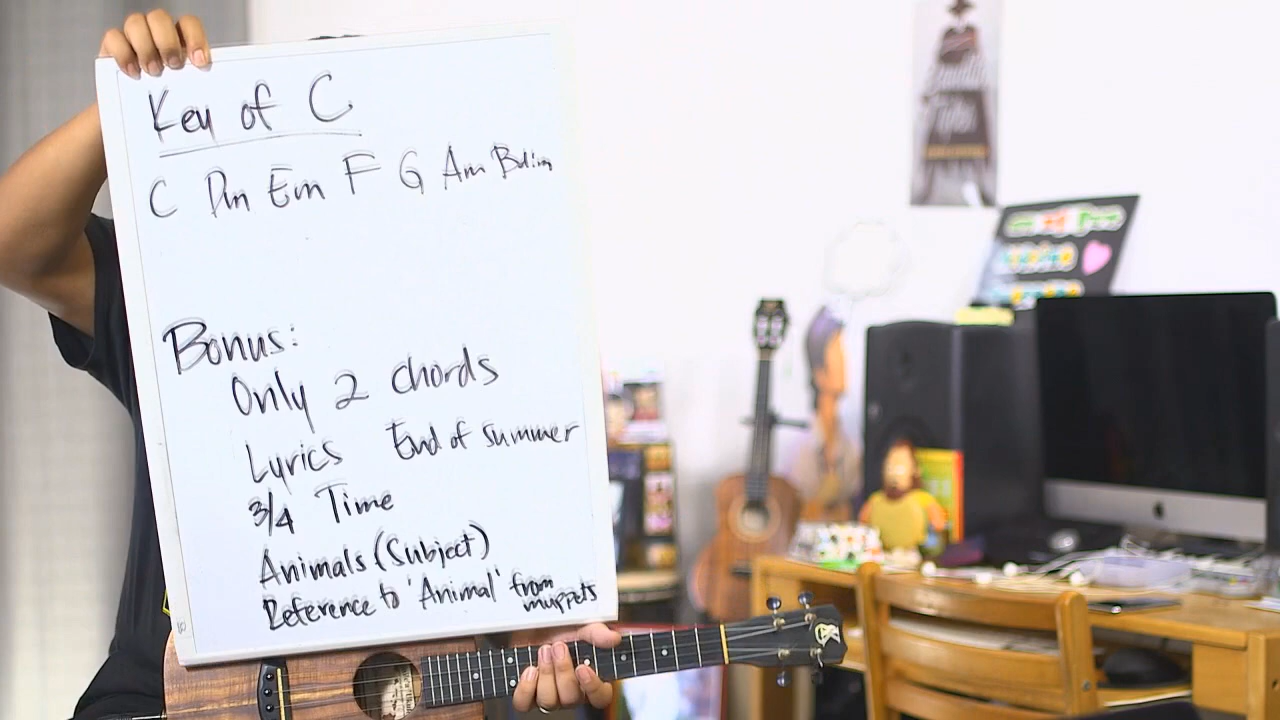 Key of C
C Dm Em F G Am Bdim
Bonus:
Only 2 chords
Lyrics End of summer
3/4 Time
Animals (Subject)
Reference to 'Animal' from muppets